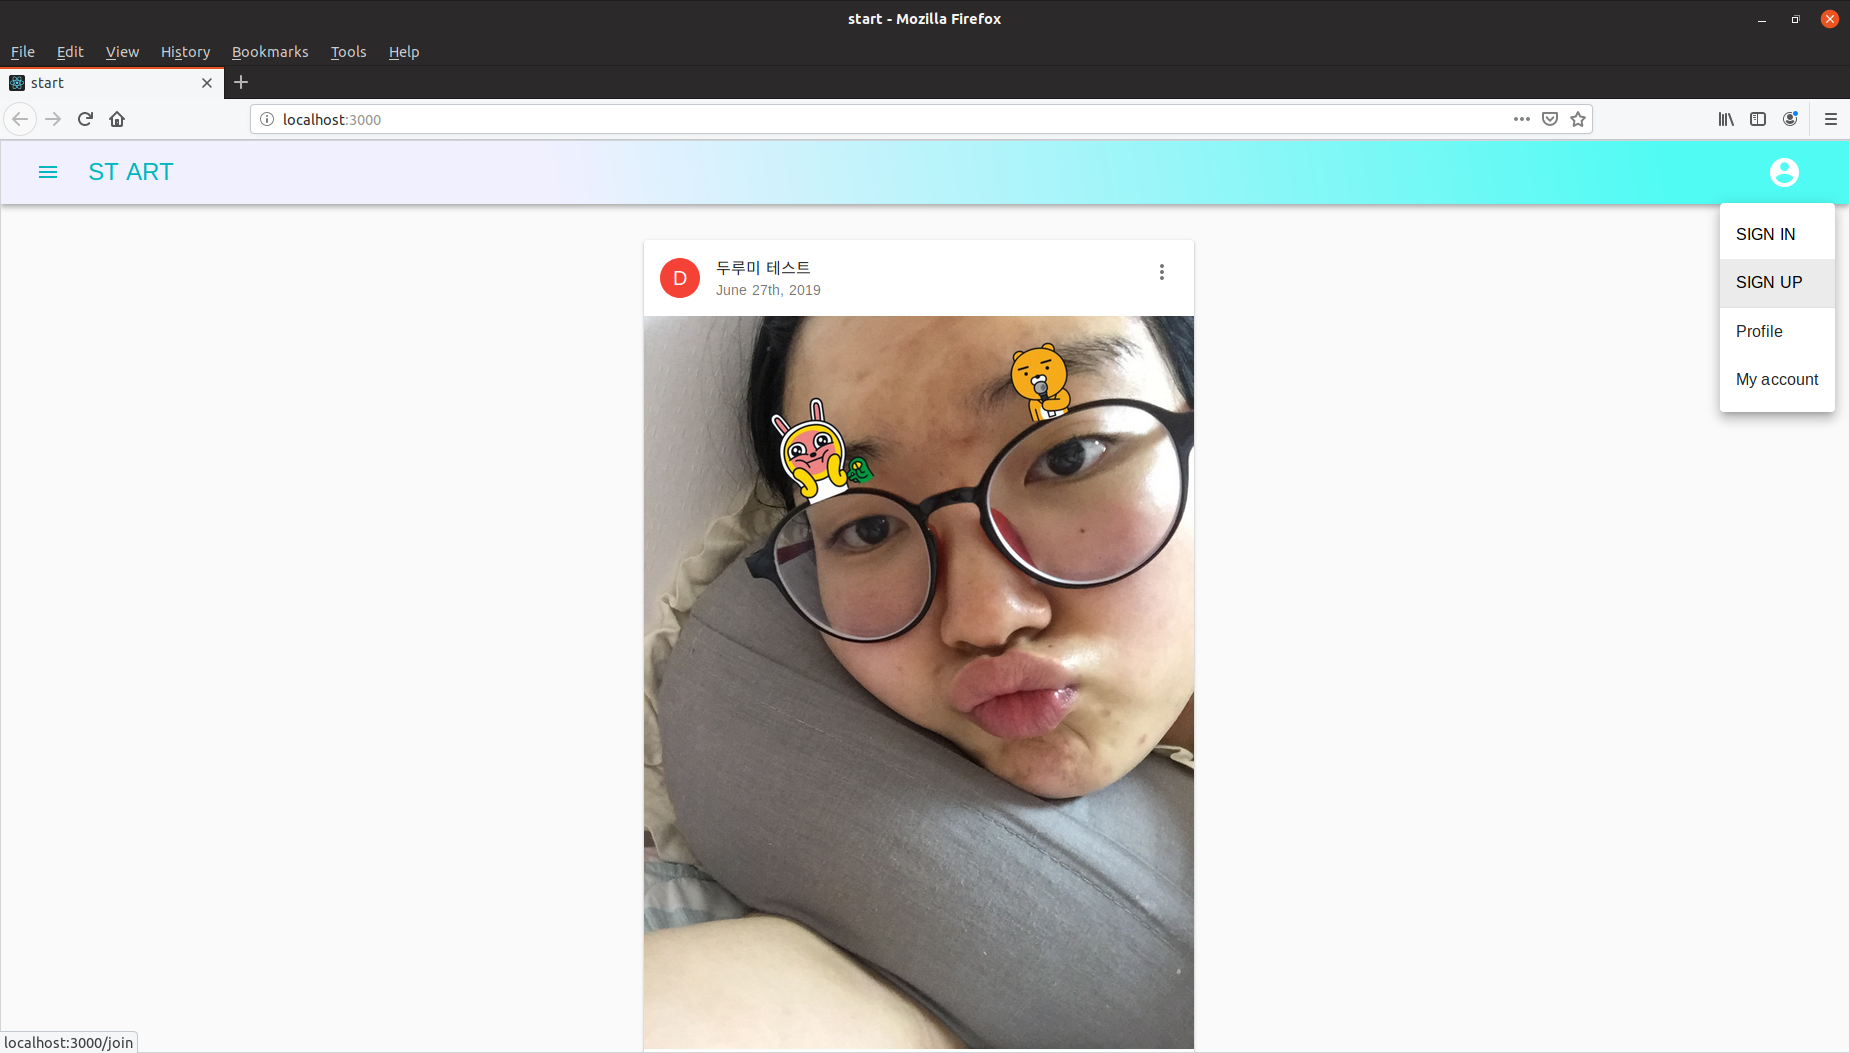 start - Mozilla Firefox
File Edit View History Bookmarks Tools Help
start
localhost:3000
ST ART
SIGN IN
SIGN UP
Profile
My account
D
두루미 테스트
June 27th, 2019
localhost:3000/join